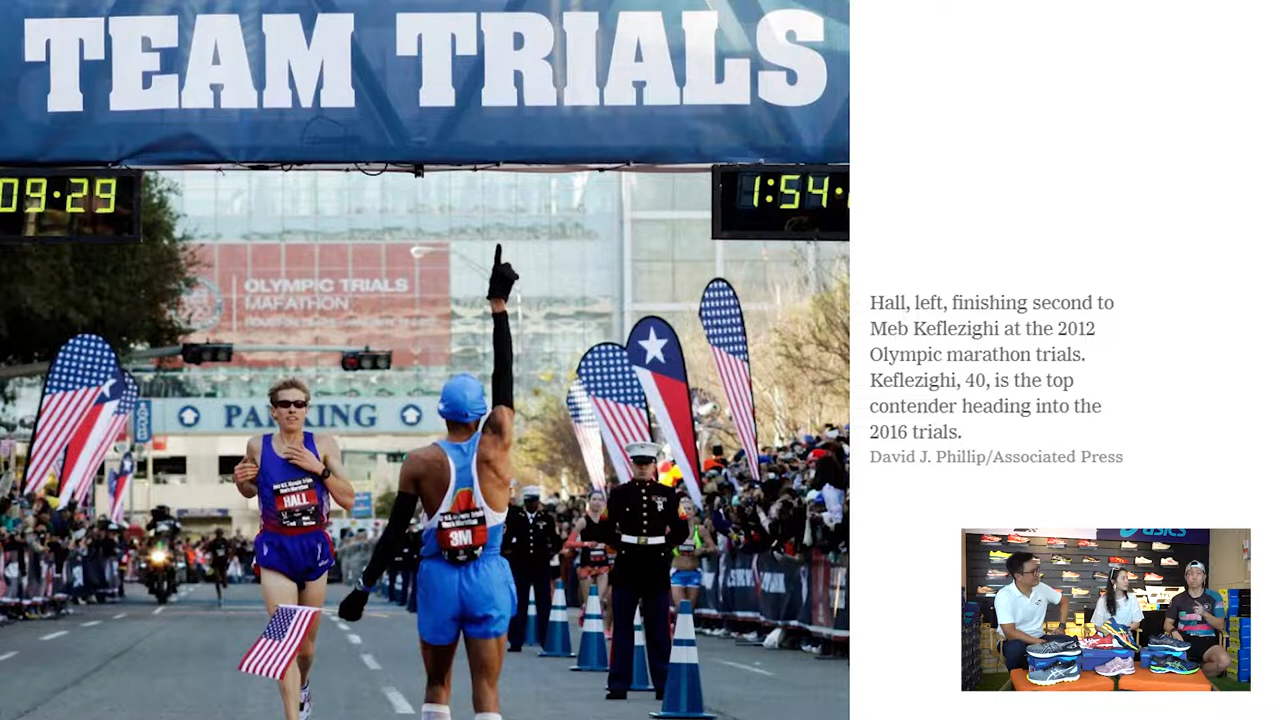 TEAM TRIALS
09:29
1:54:
OLYMPIC TRIALS
MARATHON
PARKING
HALL
3M
Hall, left, finishing second to
Meb Keflezighi at the 2012
Olympic marathon trials.
Keflezighi, 40, is the top
contender heading into the
2016 trials.
David J. Phillip/Associated Press
asics